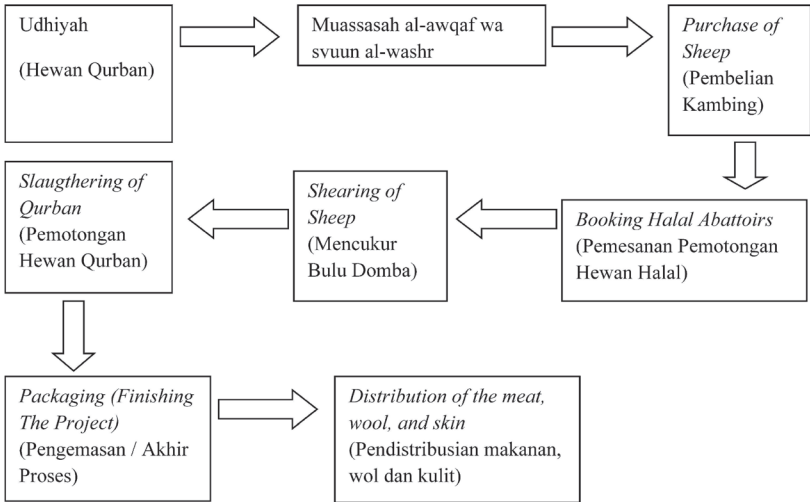 Udhiyah
(Hewan Qurban)
Muassasah al-awqaf wa
svuun al-washr
Purchase of
Sheep
(Pembelian
Kambing)
Booking Halal Abattoirs
(Pemesanan Pemotongan
Hewan Halal)
Shearing of
Sheep
(Mencukur
Bulu Domba)
Slaugthering of
Qurban
(Pemotongan
Hewan Qurban)
Packaging (Finishing
The Project)
(Pengemasan / Akhir
Proses)
Distribution of the meat,
wool, and skin
(Pendistribusian makanan,
wol dan kulit)